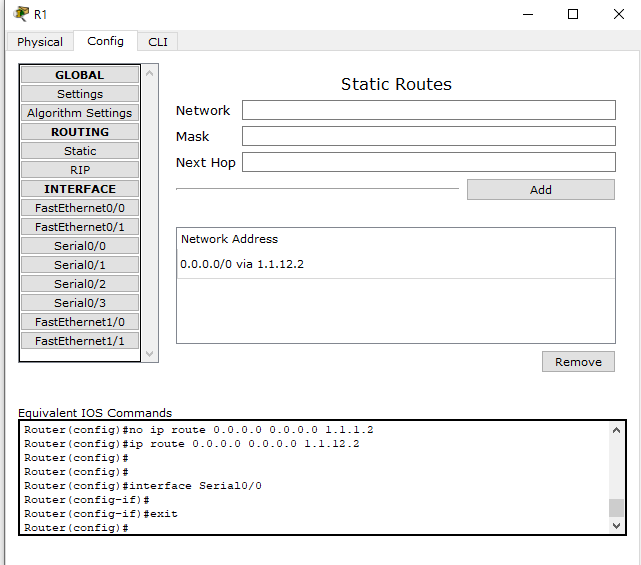 R1
Physical
Config
CLI
GLOBAL
Settings
Algorithm Settings
ROUTING
Static
RIP
INTERFACE
FastEthernet0/0
FastEthernet0/1
Serial0/0
Serial0/1
Serial0/2
Serial0/3
FastEthernet1/0
FastEthernet1/1
Static Routes
Network
Mask
Next Hop
Add
Network Address
0.0.0.0/0 via 1.1.12.2
Remove
Equivalent IOS Commands
Router(config)#no ip route 0.0.0.0 0.0.0.0 1.1.1.2
Router(config)#ip route 0.0.0.0 0.0.0.0 1.1.12.2
Router(config)#
Router(config)#
Router(config)#interface Serial0/0
Router(config-if)#
Router(config-if)#exit
Router(config)#